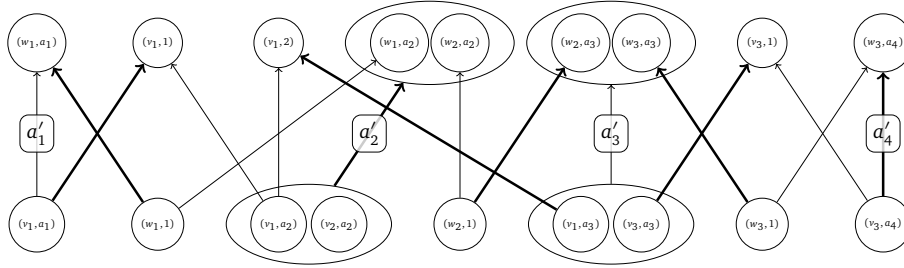 (w₁,a₁) (v₁,1) (v₁,2) (w₁,a₂) (w₂,a₂) (w₂,a₃) (w₃,a₃) (v₃,1) (w₃,a₄)
a′₁ a′₂ a′₃ a′₄
(v₁,a₁) (w₁,1) (v₁,a₂) (v₂,a₂) (w₂,1) (v₁,a₃) (v₃,a₃) (w₃,1) (v₃,a₄)